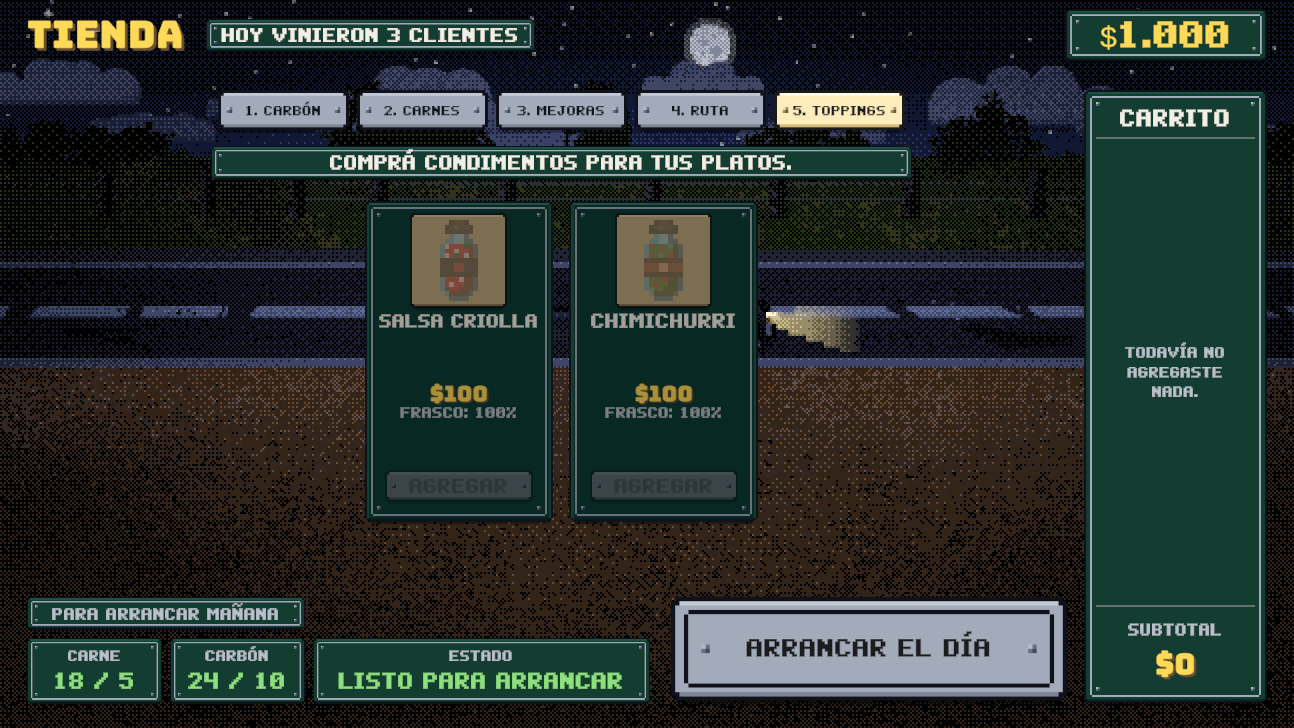 TIENDA
HOY VINIERON 3 CLIENTES
$1.000
1. CARBÓN
2. CARNES
3. MEJORAS
4. RUTA
5. TOPPINGS
COMPRÁ CONDIMENTOS PARA TUS PLATOS.
SALSA CRIOLLA
$100
FRASCO: 100%
AGREGAR
CHIMICHURRI
$100
FRASCO: 100%
AGREGAR
CARRITO
TODAVÍA NO
AGREGASTE
NADA.
SUBTOTAL
$0
PARA ARRANCAR MAÑANA
CARNE
18 / 5
CARBÓN
24 / 10
ESTADO
LISTO PARA ARRANCAR
ARRANCAR EL DÍA